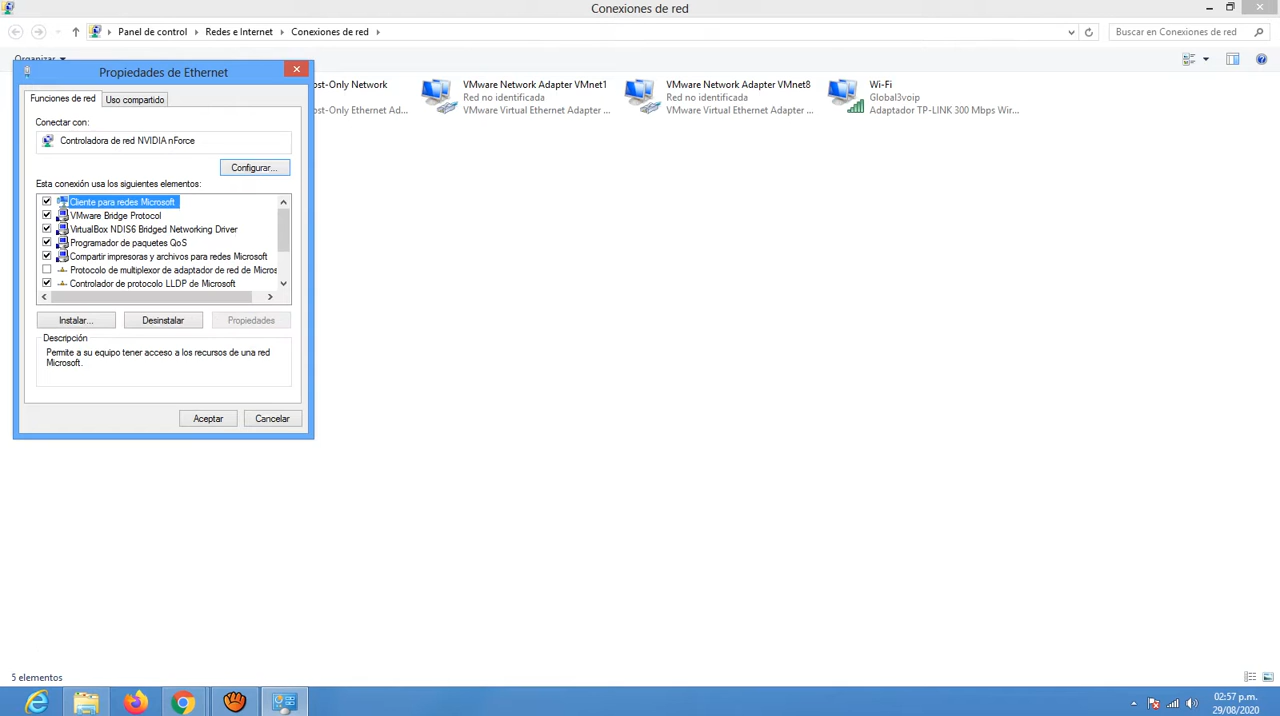 Conexiones de red
Panel de control
Redes e Internet
Conexiones de red
Buscar en Conexiones de red
Organizar
Propiedades de Ethernet
Funciones de red
Uso compartido
Conectar con:
Controladora de red NVIDIA nForce
Configurar...
Esta conexión usa los siguientes elementos:
Cliente para redes Microsoft
VMware Bridge Protocol
VirtualBox NDIS6 Bridged Networking Driver
Programador de paquetes QoS
Compartir impresoras y archivos para redes Microsoft
Protocolo de multiplexor de adaptador de red de Micros
Controlador de protocolo LLDP de Microsoft
Instalar...
Desinstalar
Propiedades
Descripción
Permite a su equipo tener acceso a los recursos de una red
Microsoft.
Aceptar
Cancelar
ost-Only Network
ost-Only Ethernet Ad...
VMware Network Adapter VMnet1
Red no identificada
VMware Virtual Ethernet Adapter ...
VMware Network Adapter VMnet8
Red no identificada
VMware Virtual Ethernet Adapter ...
Wi-Fi
Global3voip
Adaptador TP-LINK 300 Mbps Wir...
5 elementos
02:57 p.m.
29/08/2020